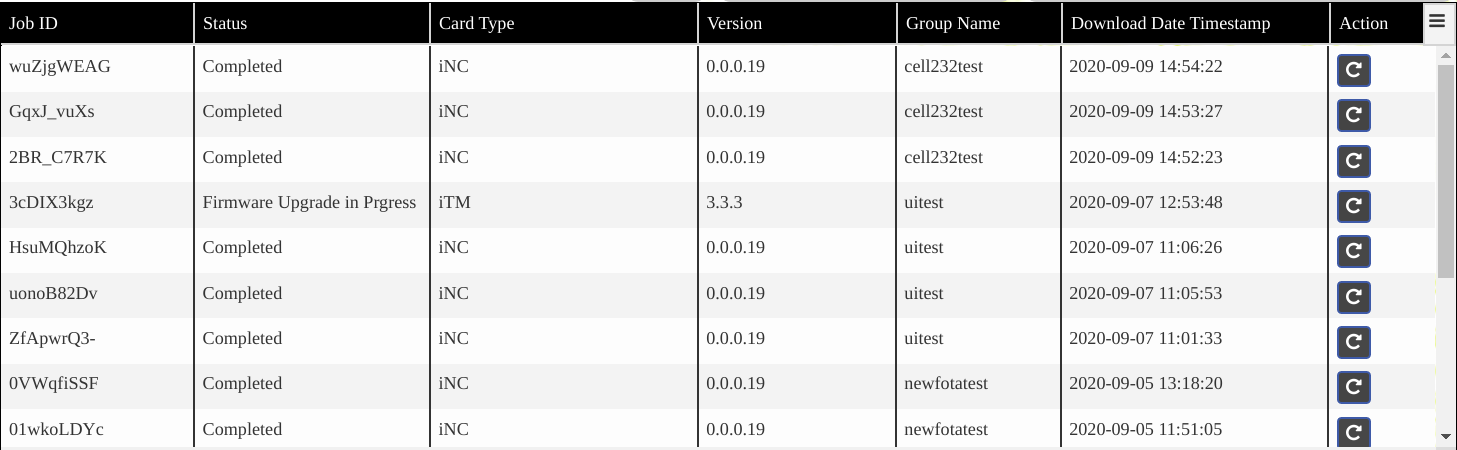 Job ID Status Card Type Version Group Name Download Date Timestamp Action
wuZjgWEAG Completed iNC 0.0.0.19 cell232test 2020-09-09 14:54:22
GqxJ_vuXs Completed iNC 0.0.0.19 cell232test 2020-09-09 14:53:27
2BR_C7R7K Completed iNC 0.0.0.19 cell232test 2020-09-09 14:52:23
3cDIX3kgz Firmware Upgrade in Prgress iTM 3.3.3 uitest 2020-09-07 12:53:48
HsuMQhzoK Completed iNC 0.0.0.19 uitest 2020-09-07 11:06:26
uonoB82Dv Completed iNC 0.0.0.19 uitest 2020-09-07 11:05:53
ZfApwrQ3- Completed iNC 0.0.0.19 uitest 2020-09-07 11:01:33
0VWqfiSSF Completed iNC 0.0.0.19 newfotatest 2020-09-05 13:18:20
01wkoLDYc Completed iNC 0.0.0.19 newfotatest 2020-09-05 11:51:05